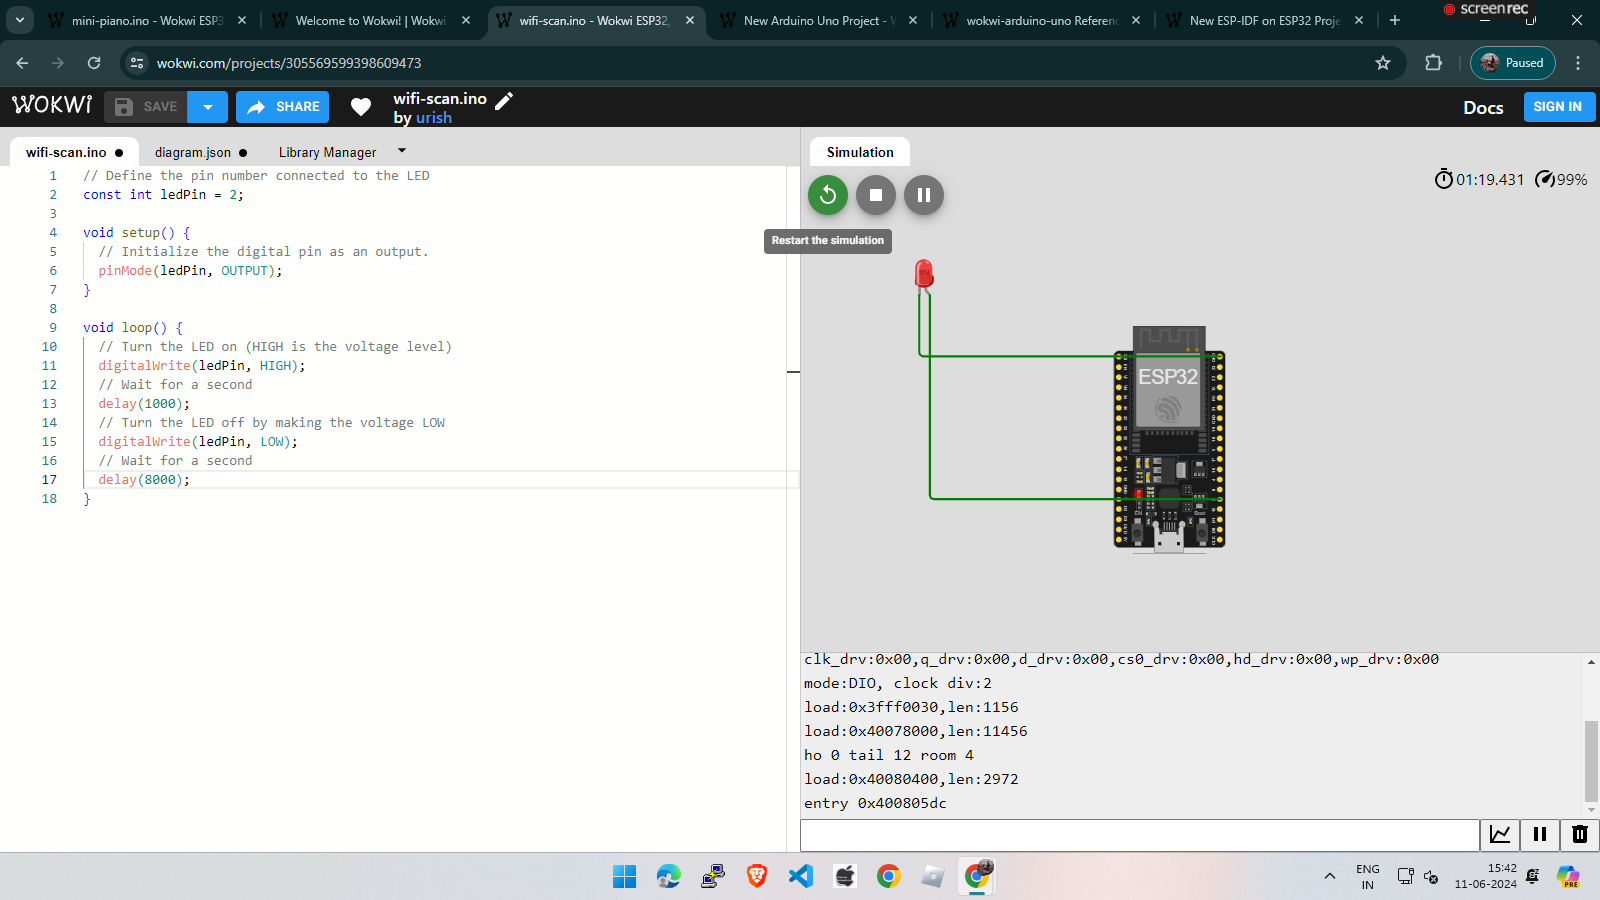 screen rec
mini-piano.ino - Wokwi ESP3
Welcome to Wokwi! | Wokwi
wifi-scan.ino - Wokwi ESP32,
New Arduino Uno Project -
wokwi-arduino-uno Referenc
New ESP-IDF on ESP32 Proje
wokwi.com/projects/305569599398609473
Paused
WOKWI
SAVE
SHARE
wifi-scan.ino
by urish
Docs
SIGN IN
wifi-scan.ino
diagram.json
Library Manager
1 // Define the pin number connected to the LED
2 const int ledPin = 2;
3
4 void setup() {
5 // Initialize the digital pin as an output.
6 pinMode(ledPin, OUTPUT);
7 }
8
9 void loop() {
10 // Turn the LED on (HIGH is the voltage level)
11 digitalWrite(ledPin, HIGH);
12 // Wait for a second
13 delay(1000);
14 // Turn the LED off by making the voltage LOW
15 digitalWrite(ledPin, LOW);
16 // Wait for a second
17 delay(8000);
18 }
Simulation
01:19.431
99%
Restart the simulation
ESP32
EN
Boot
clk_drv:0x00,q_drv:0x00,d_drv:0x00,cs0_drv:0x00,hd_drv:0x00,wp_drv:0x00
mode:DIO, clock div:2
load:0x3fff0030,len:1156
load:0x40078000,len:11456
ho 0 tail 12 room 4
load:0x40080400,len:2972
entry 0x400805dc
ENG
IN
15:42
11-06-2024
PRE